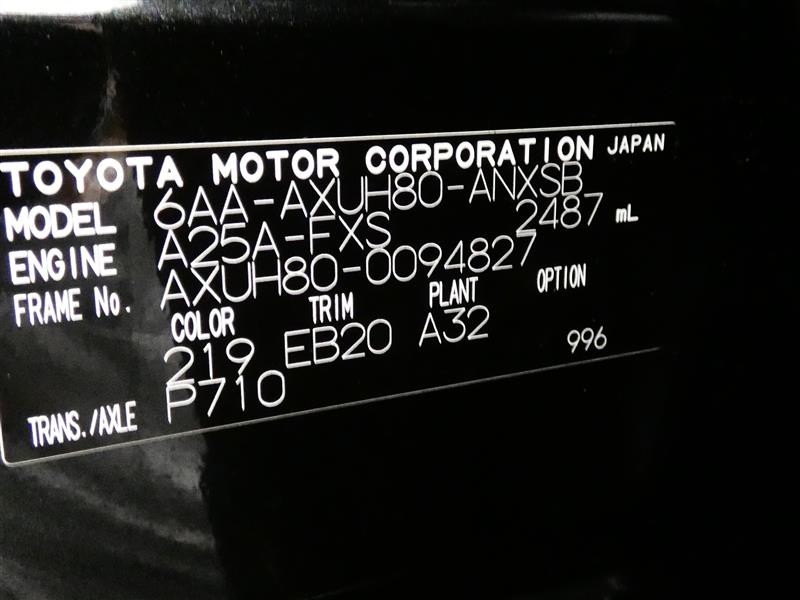 TOYOTA MOTOR CORPORATION JAPAN
MODEL 6AA-AXUH80-ANXSB
ENGINE A25A-FXS 2487 mL
FRAME No. AXUH80-0094827
COLOR TRIM PLANT OPTION
219 EB20 A32 996
TRANS./AXLE P710